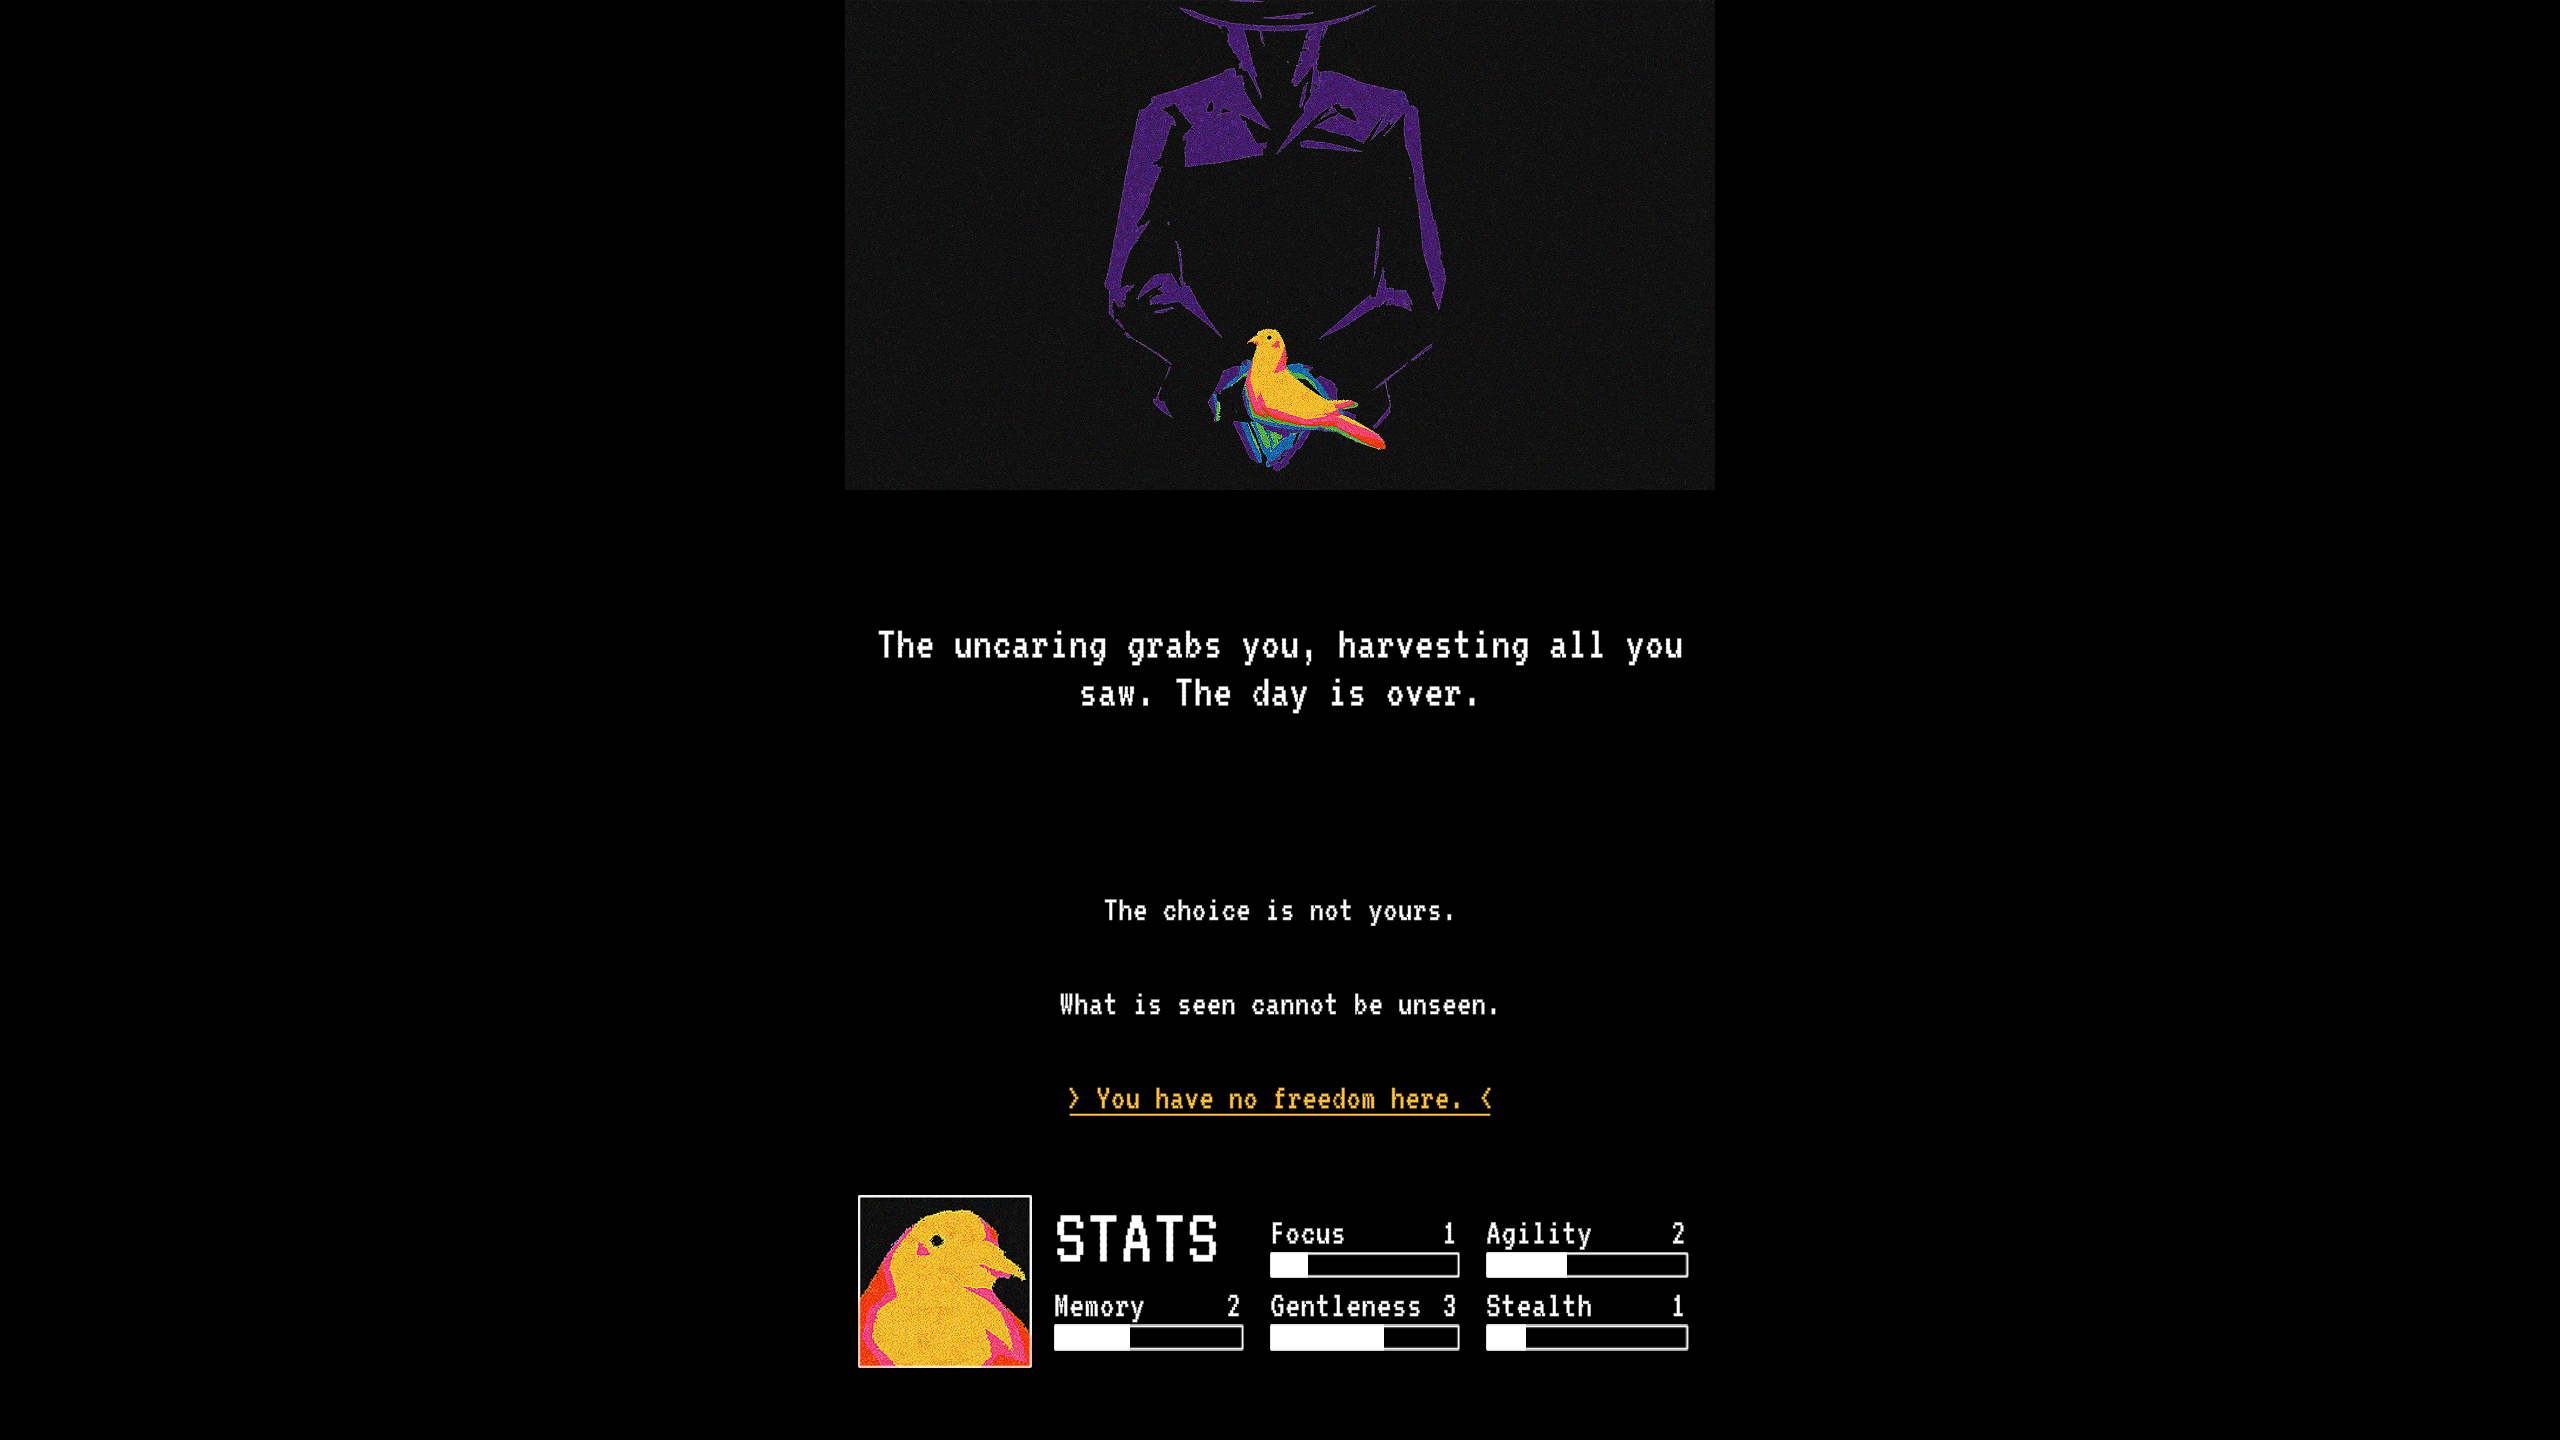 The uncaring grabs you, harvesting all you
saw. The day is over.
The choice is not yours.
What is seen cannot be unseen.
> You have no freedom here. <
STATS
Focus 1
Agility 2
Memory 2
Gentleness 3
Stealth 1